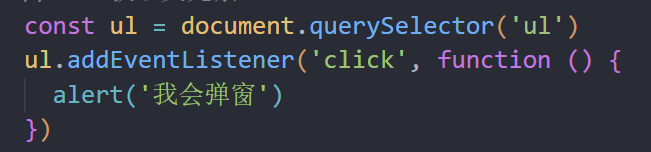 const ul = document.querySelector('ul')
ul.addEventListener('click', function () {
  alert('我会弹窗')
})